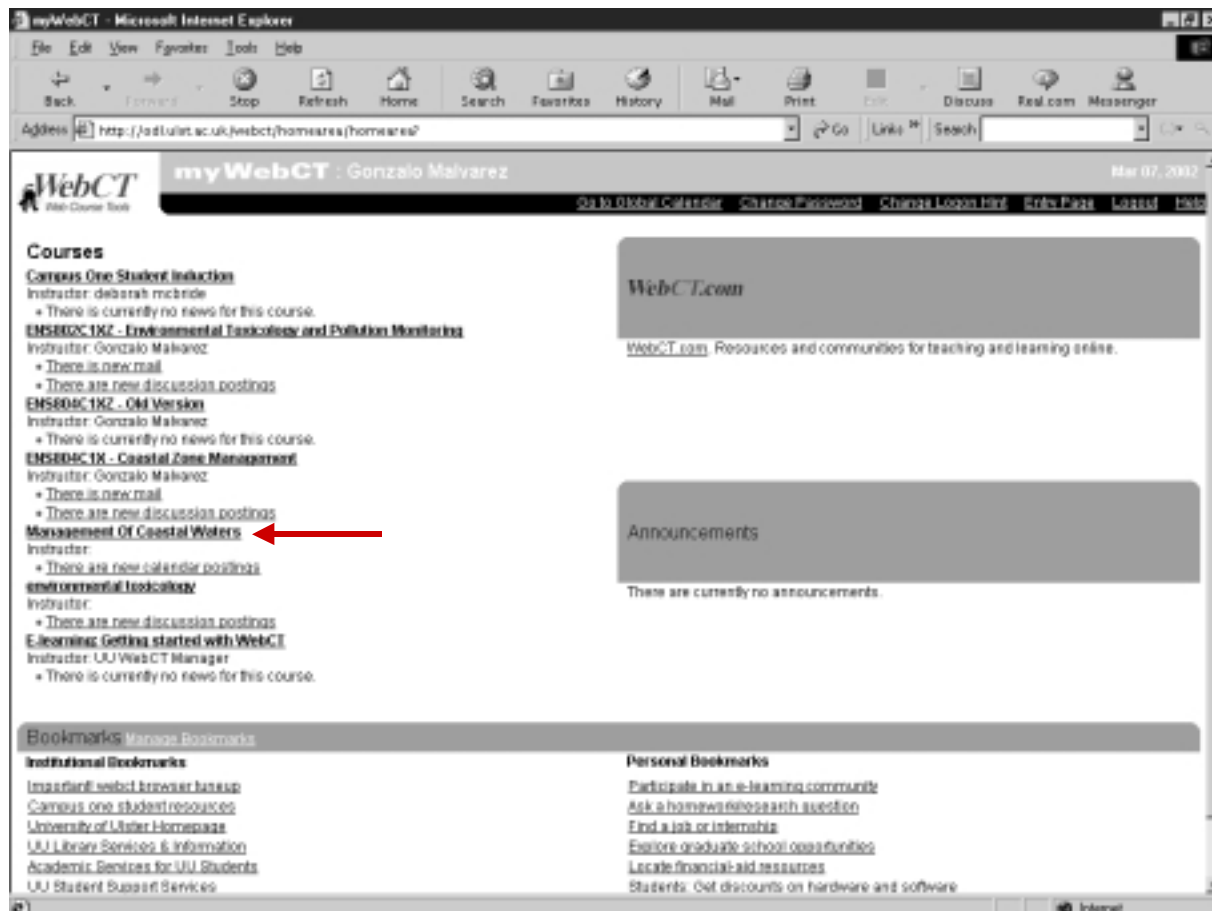 myWebCT - Microsoft Internet Explorer
File Edit View Favorites Tools Help
Back Forward Stop Refresh Home Search Favorites History Mail Print Edit Discuss Real.com Messenger
Address http://odl.ulst.ac.uk/webct/homearea/homearea? Go Links » Search
WebCT
Web Course Tools
myWebCT : Gonzalo Malvarez Mar 07, 2002
Go to Global Calendar Change Password Change Logon Hint Entry Page Logout Help
Courses
Campus One Student Induction
Instructor: deborah mcbride
• There is currently no news for this course.
ENS802C1XZ - Environmental Toxicology and Pollution Monitoring
Instructor: Gonzalo Malvarez
• There is new mail
• There are new discussion postings
ENS804C1XZ - Old Version
Instructor: Gonzalo Malvarez
• There is currently no news for this course.
ENS804C1X - Coastal Zone Management
Instructor: Gonzalo Malvarez
• There is new mail
• There are new discussion postings
Management Of Coastal Waters
Instructor:
• There are new calendar postings
environmental toxicology
Instructor:
• There are new discussion postings
E-learning: Getting started with WebCT
Instructor: UU WebCT Manager
• There is currently no news for this course.
WebCT.com
WebCT.com, Resources and communities for teaching and learning online.
Announcements
There are currently no announcements.
Bookmarks Manage Bookmarks
Institutional Bookmarks
Important! webct browser tuneup
Campus one student resources
University of Ulster Homepage
UU Library Services & Information
Academic Services for UU Students
UU Student Support Services
Personal Bookmarks
Participate in an e-learning community
Ask a homework/research question
Find a job or internship
Explore graduate school opportunities
Locate financial-aid resources
Students: Get discounts on hardware and software
Internet